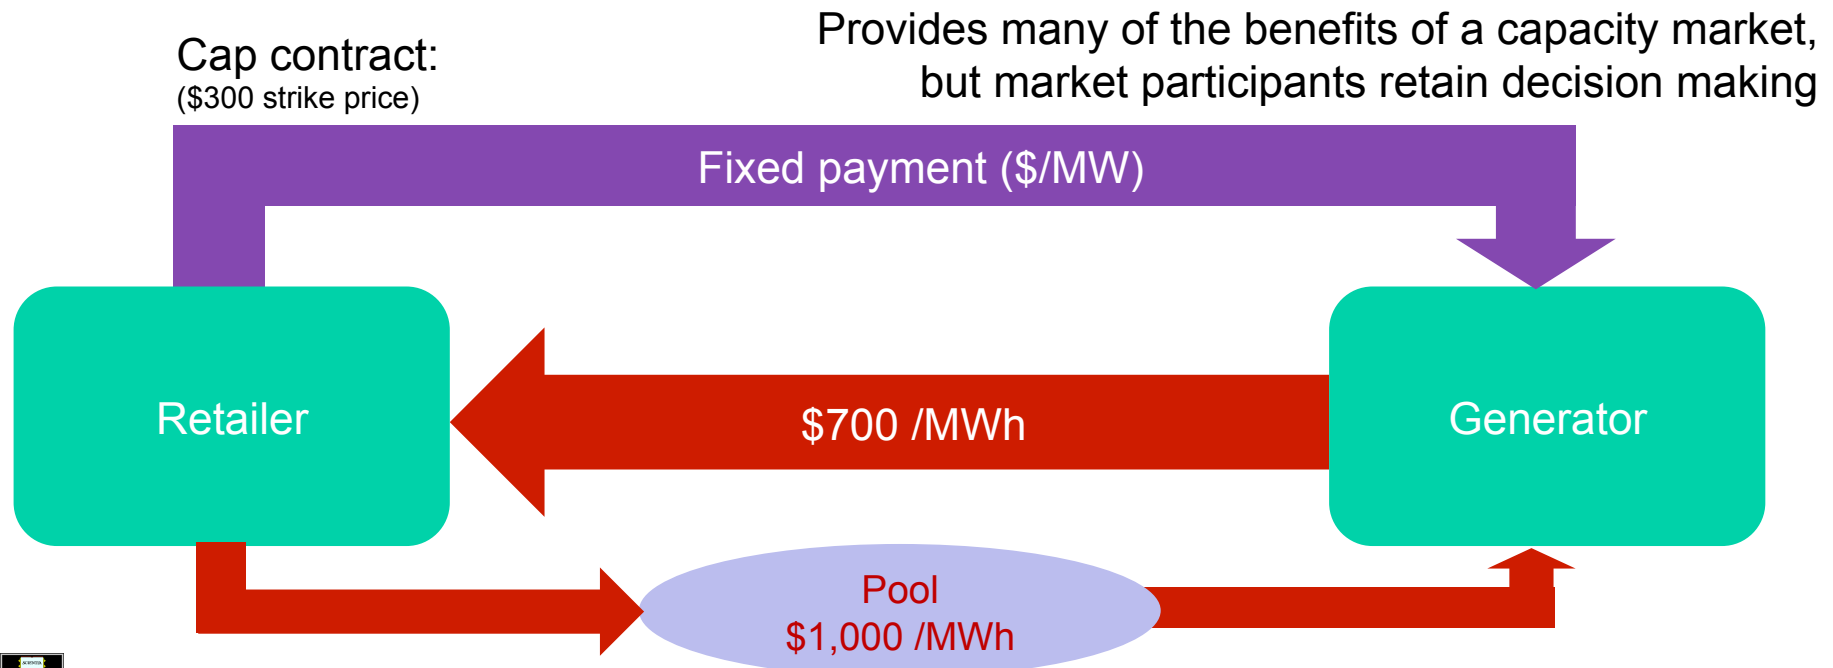 Provides many of the benefits of a capacity market,
but market participants retain decision making
Cap contract:
($300 strike price)
Fixed payment ($/MW)
Retailer
$700 /MWh
Generator
Pool
$1,000 /MWh